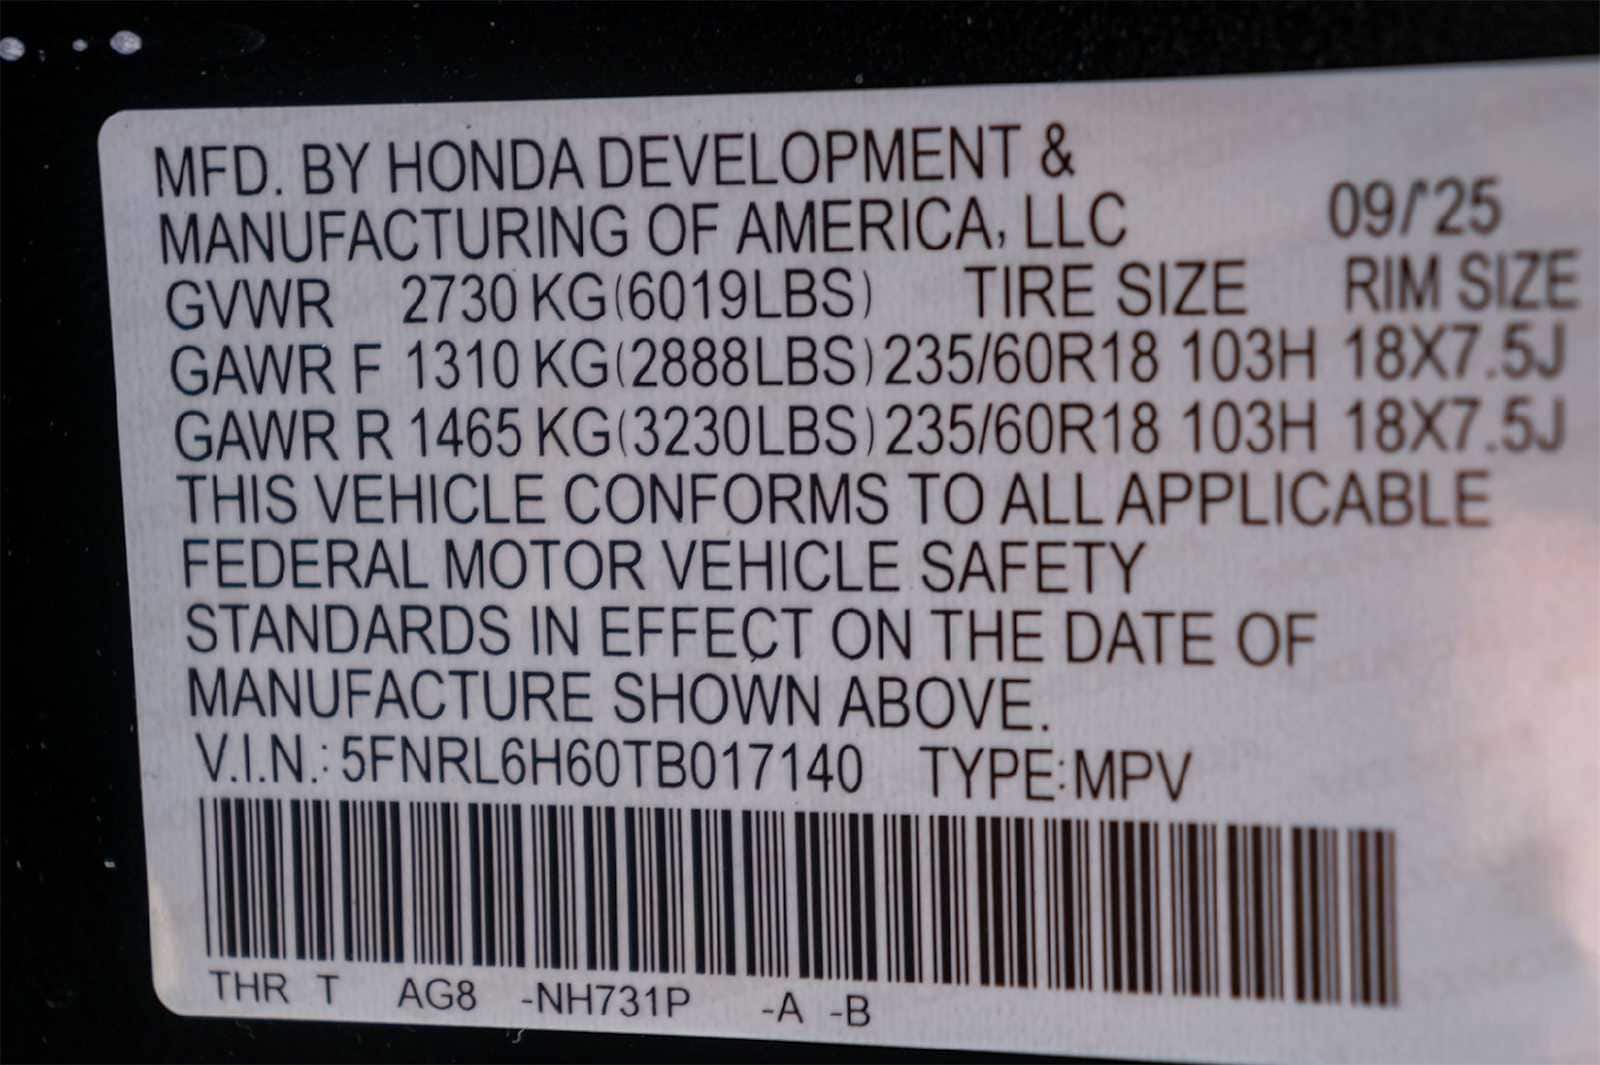 MFD. BY HONDA DEVELOPMENT &
MANUFACTURING OF AMERICA, LLC 09/'25
GVWR 2730 KG(6019LBS) TIRE SIZE RIM SIZE
GAWR F 1310 KG(2888LBS) 235/60R18 103H 18X7.5J
GAWR R 1465 KG(3230LBS) 235/60R18 103H 18X7.5J
THIS VEHICLE CONFORMS TO ALL APPLICABLE
FEDERAL MOTOR VEHICLE SAFETY
STANDARDS IN EFFECT ON THE DATE OF
MANUFACTURE SHOWN ABOVE.
V.I.N.: 5FNRL6H60TB017140 TYPE:MPV
THR T AG8 -NH731P -A -B